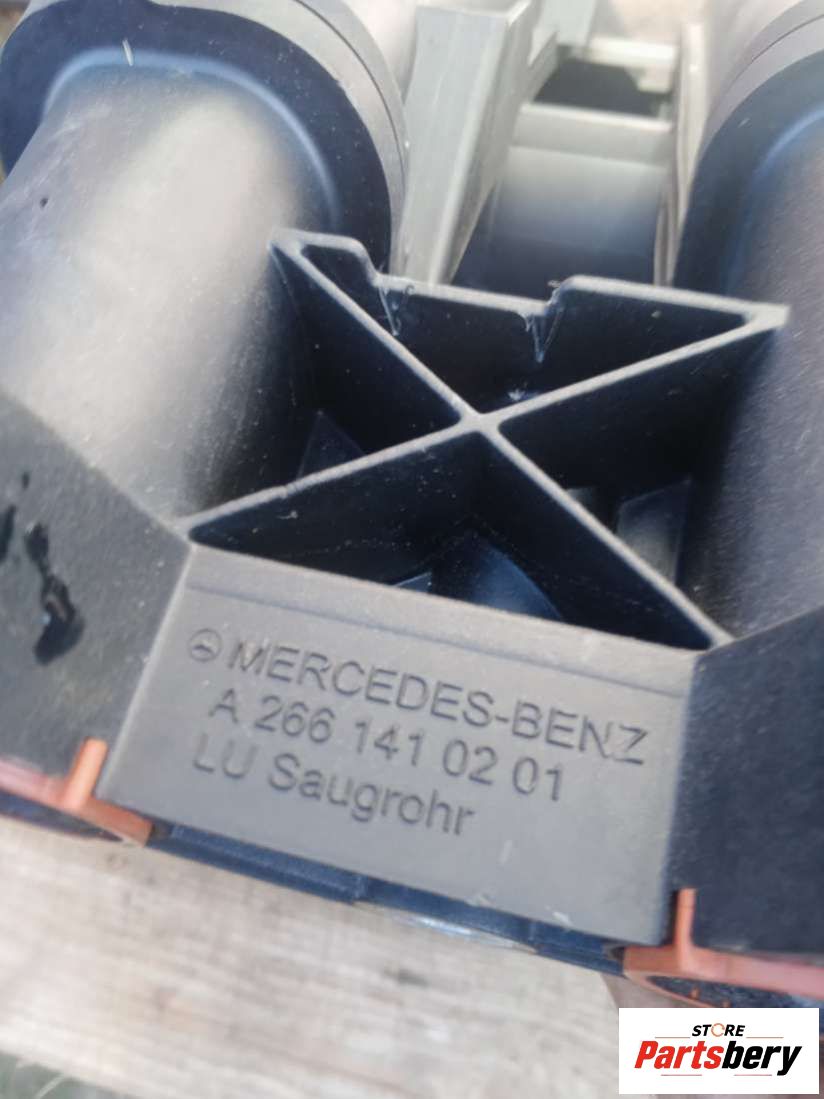 MERCEDES-BENZ
A 266 141 02 01
LU Saugrohr
STORE
Partsbery